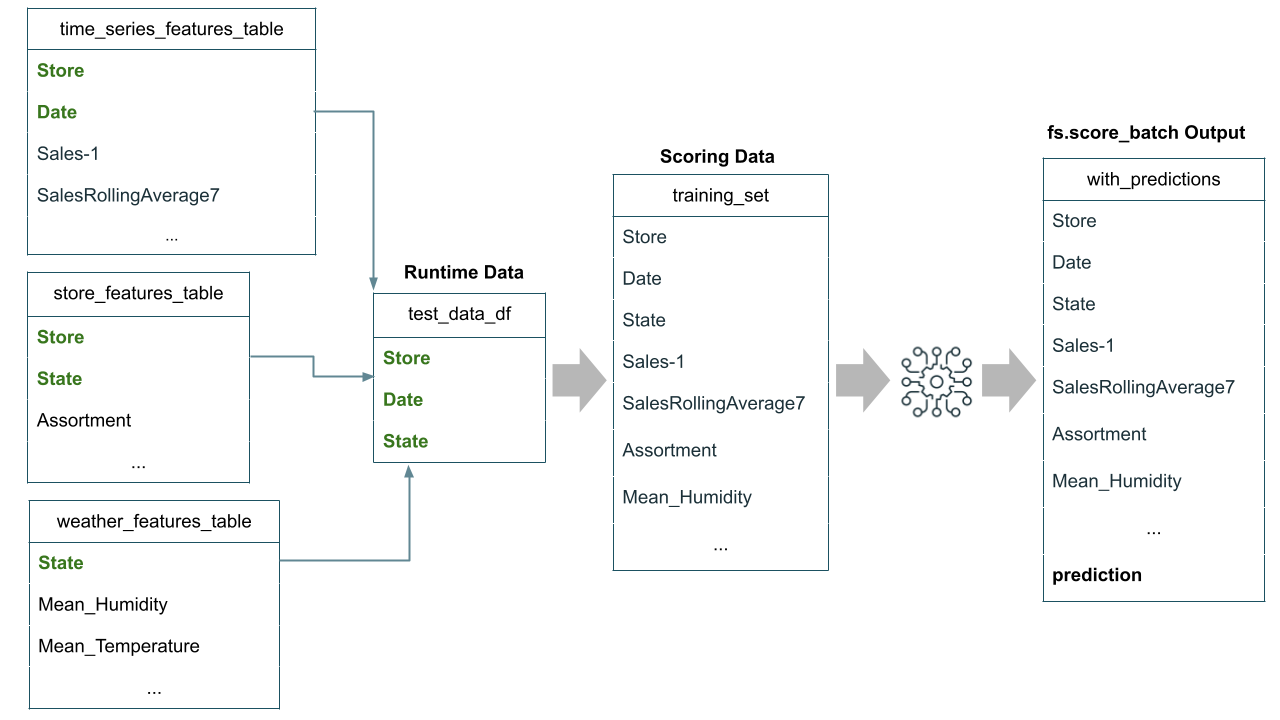 time_series_features_table
Store
Date
Sales-1
SalesRollingAverage7
...
store_features_table
Store
State
Assortment
...
weather_features_table
State
Mean_Humidity
Mean_Temperature
...
Runtime Data
test_data_df
Store
Date
State
Scoring Data
training_set
Store
Date
State
Sales-1
SalesRollingAverage7
Assortment
Mean_Humidity
...
fs.score_batch Output
with_predictions
Store
Date
State
Sales-1
SalesRollingAverage7
Assortment
Mean_Humidity
...
prediction